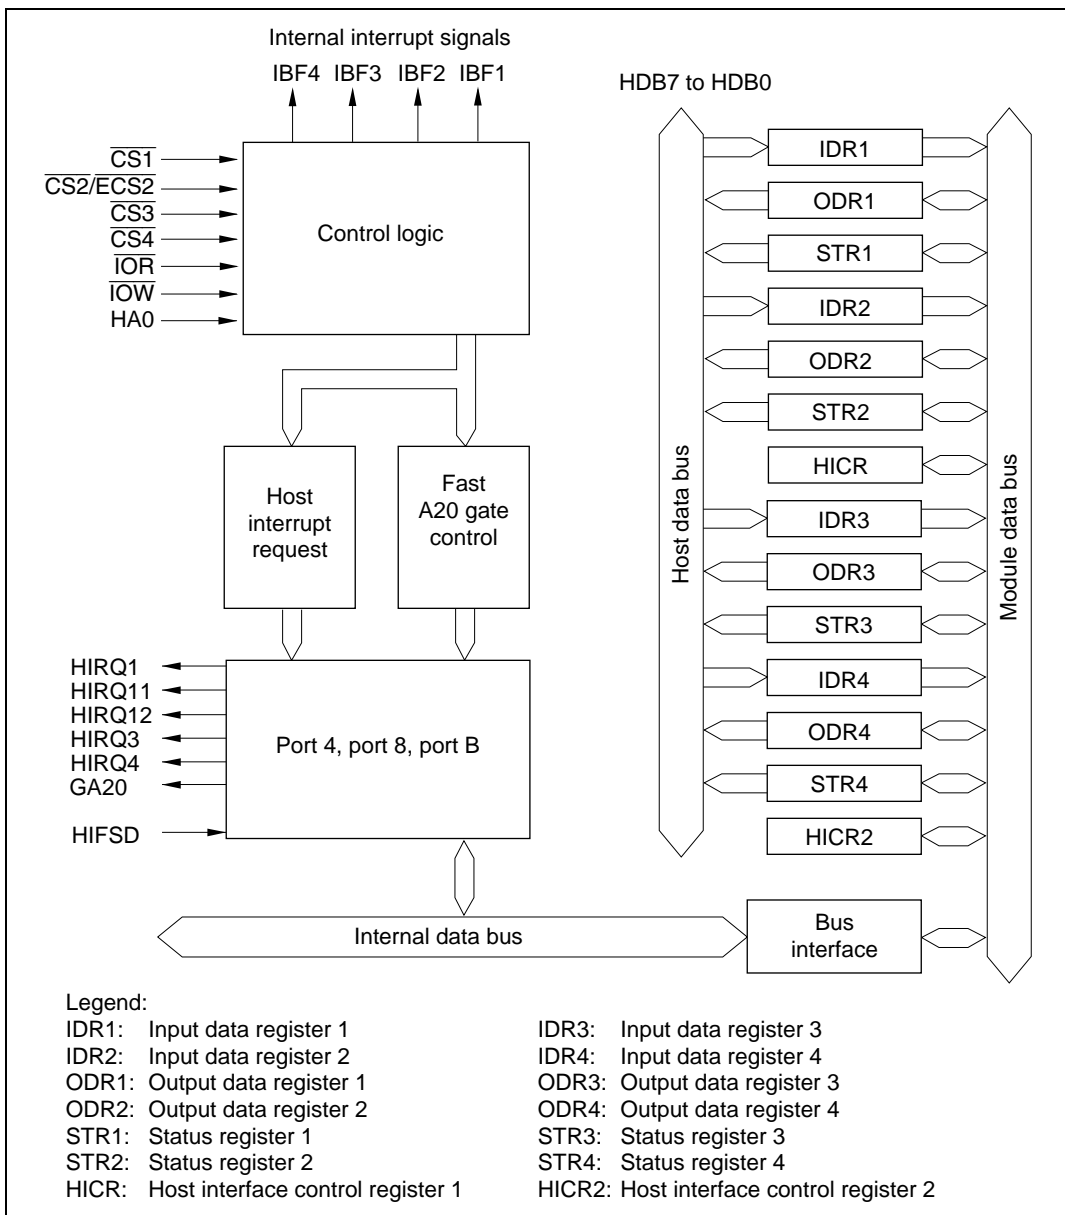 Internal interrupt signals
IBF4 IBF3 IBF2 IBF1
HDB7 to HDB0
CS1
CS2/ECS2
CS3
CS4
IOR
IOW
HA0
Control logic
Host
interrupt
request
Fast
A20 gate
control
HIRQ1
HIRQ11
HIRQ12
HIRQ3
HIRQ4
GA20
HIFSD
Port 4, port 8, port B
Host data bus
IDR1
ODR1
STR1
IDR2
ODR2
STR2
HICR
IDR3
ODR3
STR3
IDR4
ODR4
STR4
HICR2
Module data bus
Internal data bus
Bus
interface
Legend:
IDR1: Input data register 1
IDR2: Input data register 2
ODR1: Output data register 1
ODR2: Output data register 2
STR1: Status register 1
STR2: Status register 2
HICR: Host interface control register 1
IDR3: Input data register 3
IDR4: Input data register 4
ODR3: Output data register 3
ODR4: Output data register 4
STR3: Status register 3
STR4: Status register 4
HICR2: Host interface control register 2